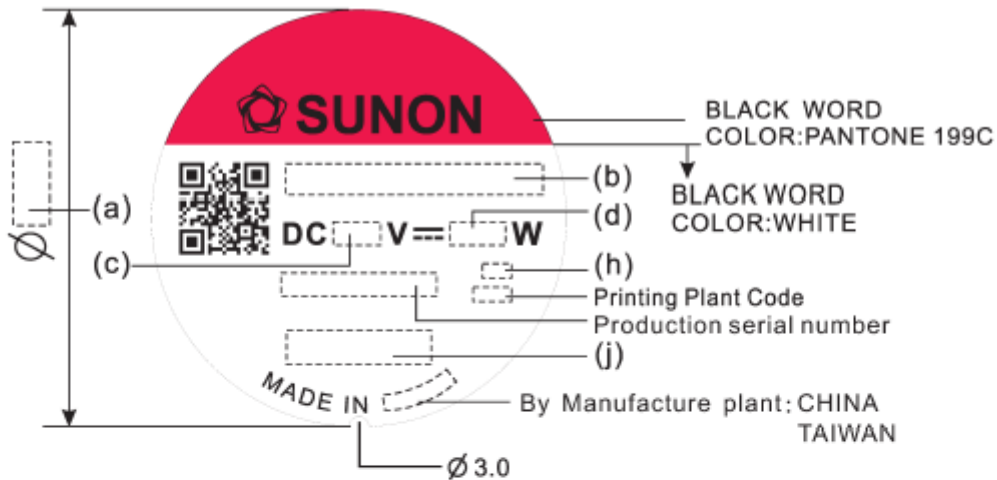 SUNON
BLACK WORD
COLOR:PANTONE 199C
BLACK WORD
COLOR:WHITE
(a)
(b)
DC V W
(d)
(c)
(h)
Printing Plant Code
Production serial number
(j)
MADE IN
By Manufacture plant: CHINA
TAIWAN
Ø
Ø 3.0